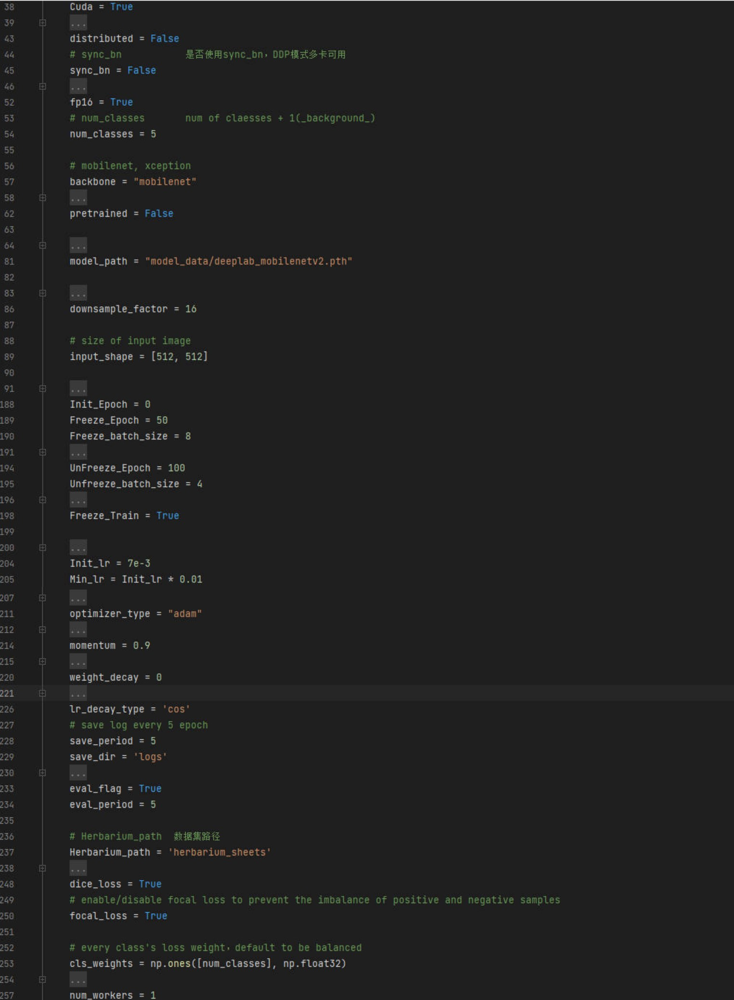 38 Cuda = True
39 ...
43 distributed = False
44 # sync_bn 是否使用sync_bn，DDP模式多卡可用
45 sync_bn = False
46 ...
52 fp16 = True
53 # num_classes num of claesses + 1(_background_)
54 num_classes = 5
55
56 # mobilenet, xception
57 backbone = "mobilenet"
58 ...
62 pretrained = False
63
64 ...
81 model_path = "model_data/deeplab_mobilenetv2.pth"
82
83 ...
86 downsample_factor = 16
87
88 # size of input image
89 input_shape = [512, 512]
90
91 ...
188 Init_Epoch = 0
189 Freeze_Epoch = 50
190 Freeze_batch_size = 8
191 ...
194 UnFreeze_Epoch = 100
195 Unfreeze_batch_size = 4
196 ...
198 Freeze_Train = True
199
200 ...
204 Init_lr = 7e-3
205 Min_lr = Init_lr * 0.01
207 ...
211 optimizer_type = "adam"
212 ...
214 momentum = 0.9
215 ...
220 weight_decay = 0
221 ...
226 lr_decay_type = 'cos'
227 # save log every 5 epoch
228 save_period = 5
229 save_dir = 'logs'
230 ...
233 eval_flag = True
234 eval_period = 5
235
236 # Herbarium_path 数据集路径
237 Herbarium_path = 'herbarium_sheets'
238 ...
248 dice_loss = True
249 # enable/disable focal loss to prevent the imbalance of positive and negative samples
250 focal_loss = True
251
252 # every class's loss weight，default to be balanced
253 cls_weights = np.ones([num_classes], np.float32)
254 ...
257 num_workers = 1